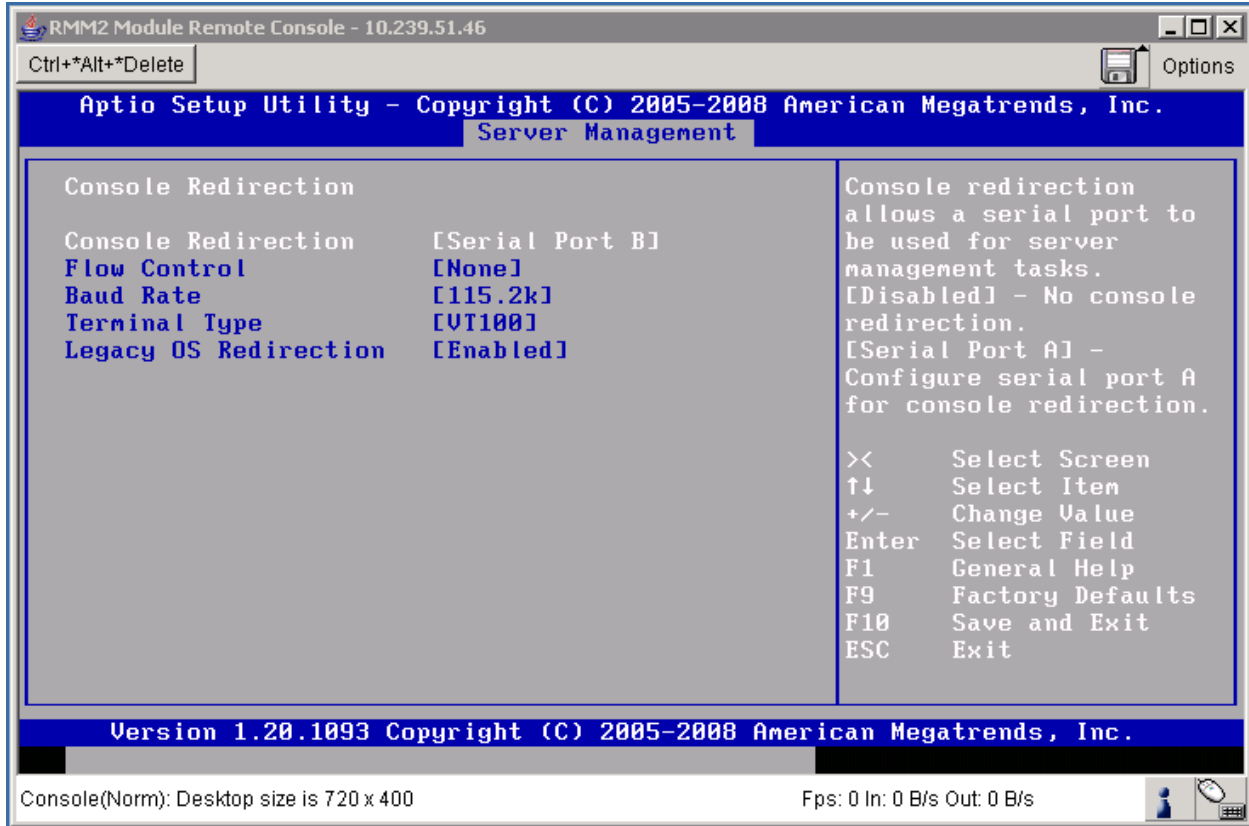 RMM2 Module Remote Console - 10.239.51.46
Ctrl+*Alt+*Delete
Options
Aptio Setup Utility - Copyright (C) 2005-2008 American Megatrends, Inc.
Server Management
Console Redirection
Console Redirection [Serial Port B]
Flow Control [None]
Baud Rate [115.2k]
Terminal Type [VT100]
Legacy OS Redirection [Enabled]
Console redirection
allows a serial port to
be used for server
management tasks.
[Disabled] - No console
redirection.
[Serial Port A] -
Configure serial port A
for console redirection.
>< Select Screen
↑↓ Select Item
+/- Change Value
Enter Select Field
F1 General Help
F9 Factory Defaults
F10 Save and Exit
ESC Exit
Version 1.20.1093 Copyright (C) 2005-2008 American Megatrends, Inc.
Console(Norm): Desktop size is 720 x 400
Fps: 0 In: 0 B/s Out: 0 B/s